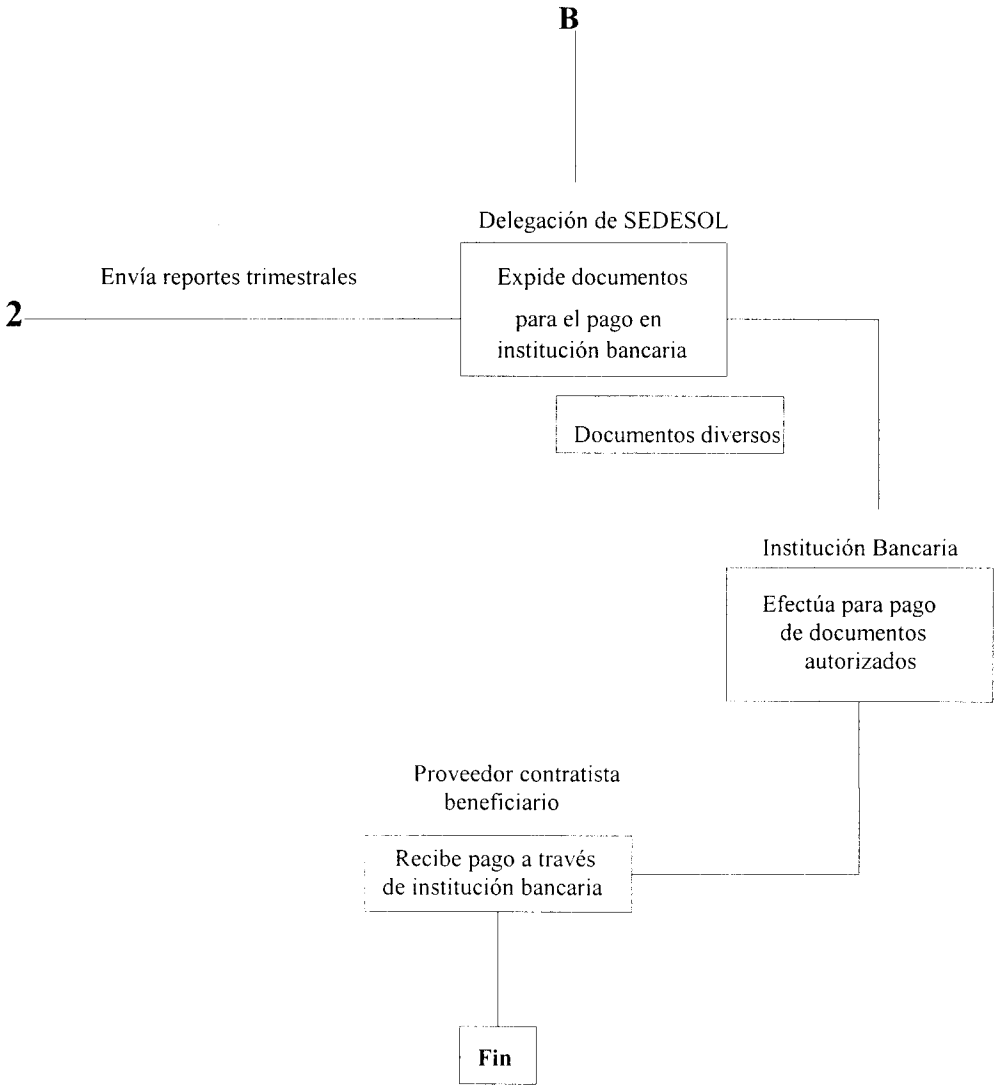 B
Delegación de SEDESOL
Envía reportes trimestrales
Expide documentos
2
para el pago en
institución bancaria
Documentos diversos
Institución Bancaria
Efectúa para pago
de documentos
autorizados
Proveedor contratista
beneficiario
Recibe pago a través
de institución bancaria
Fin